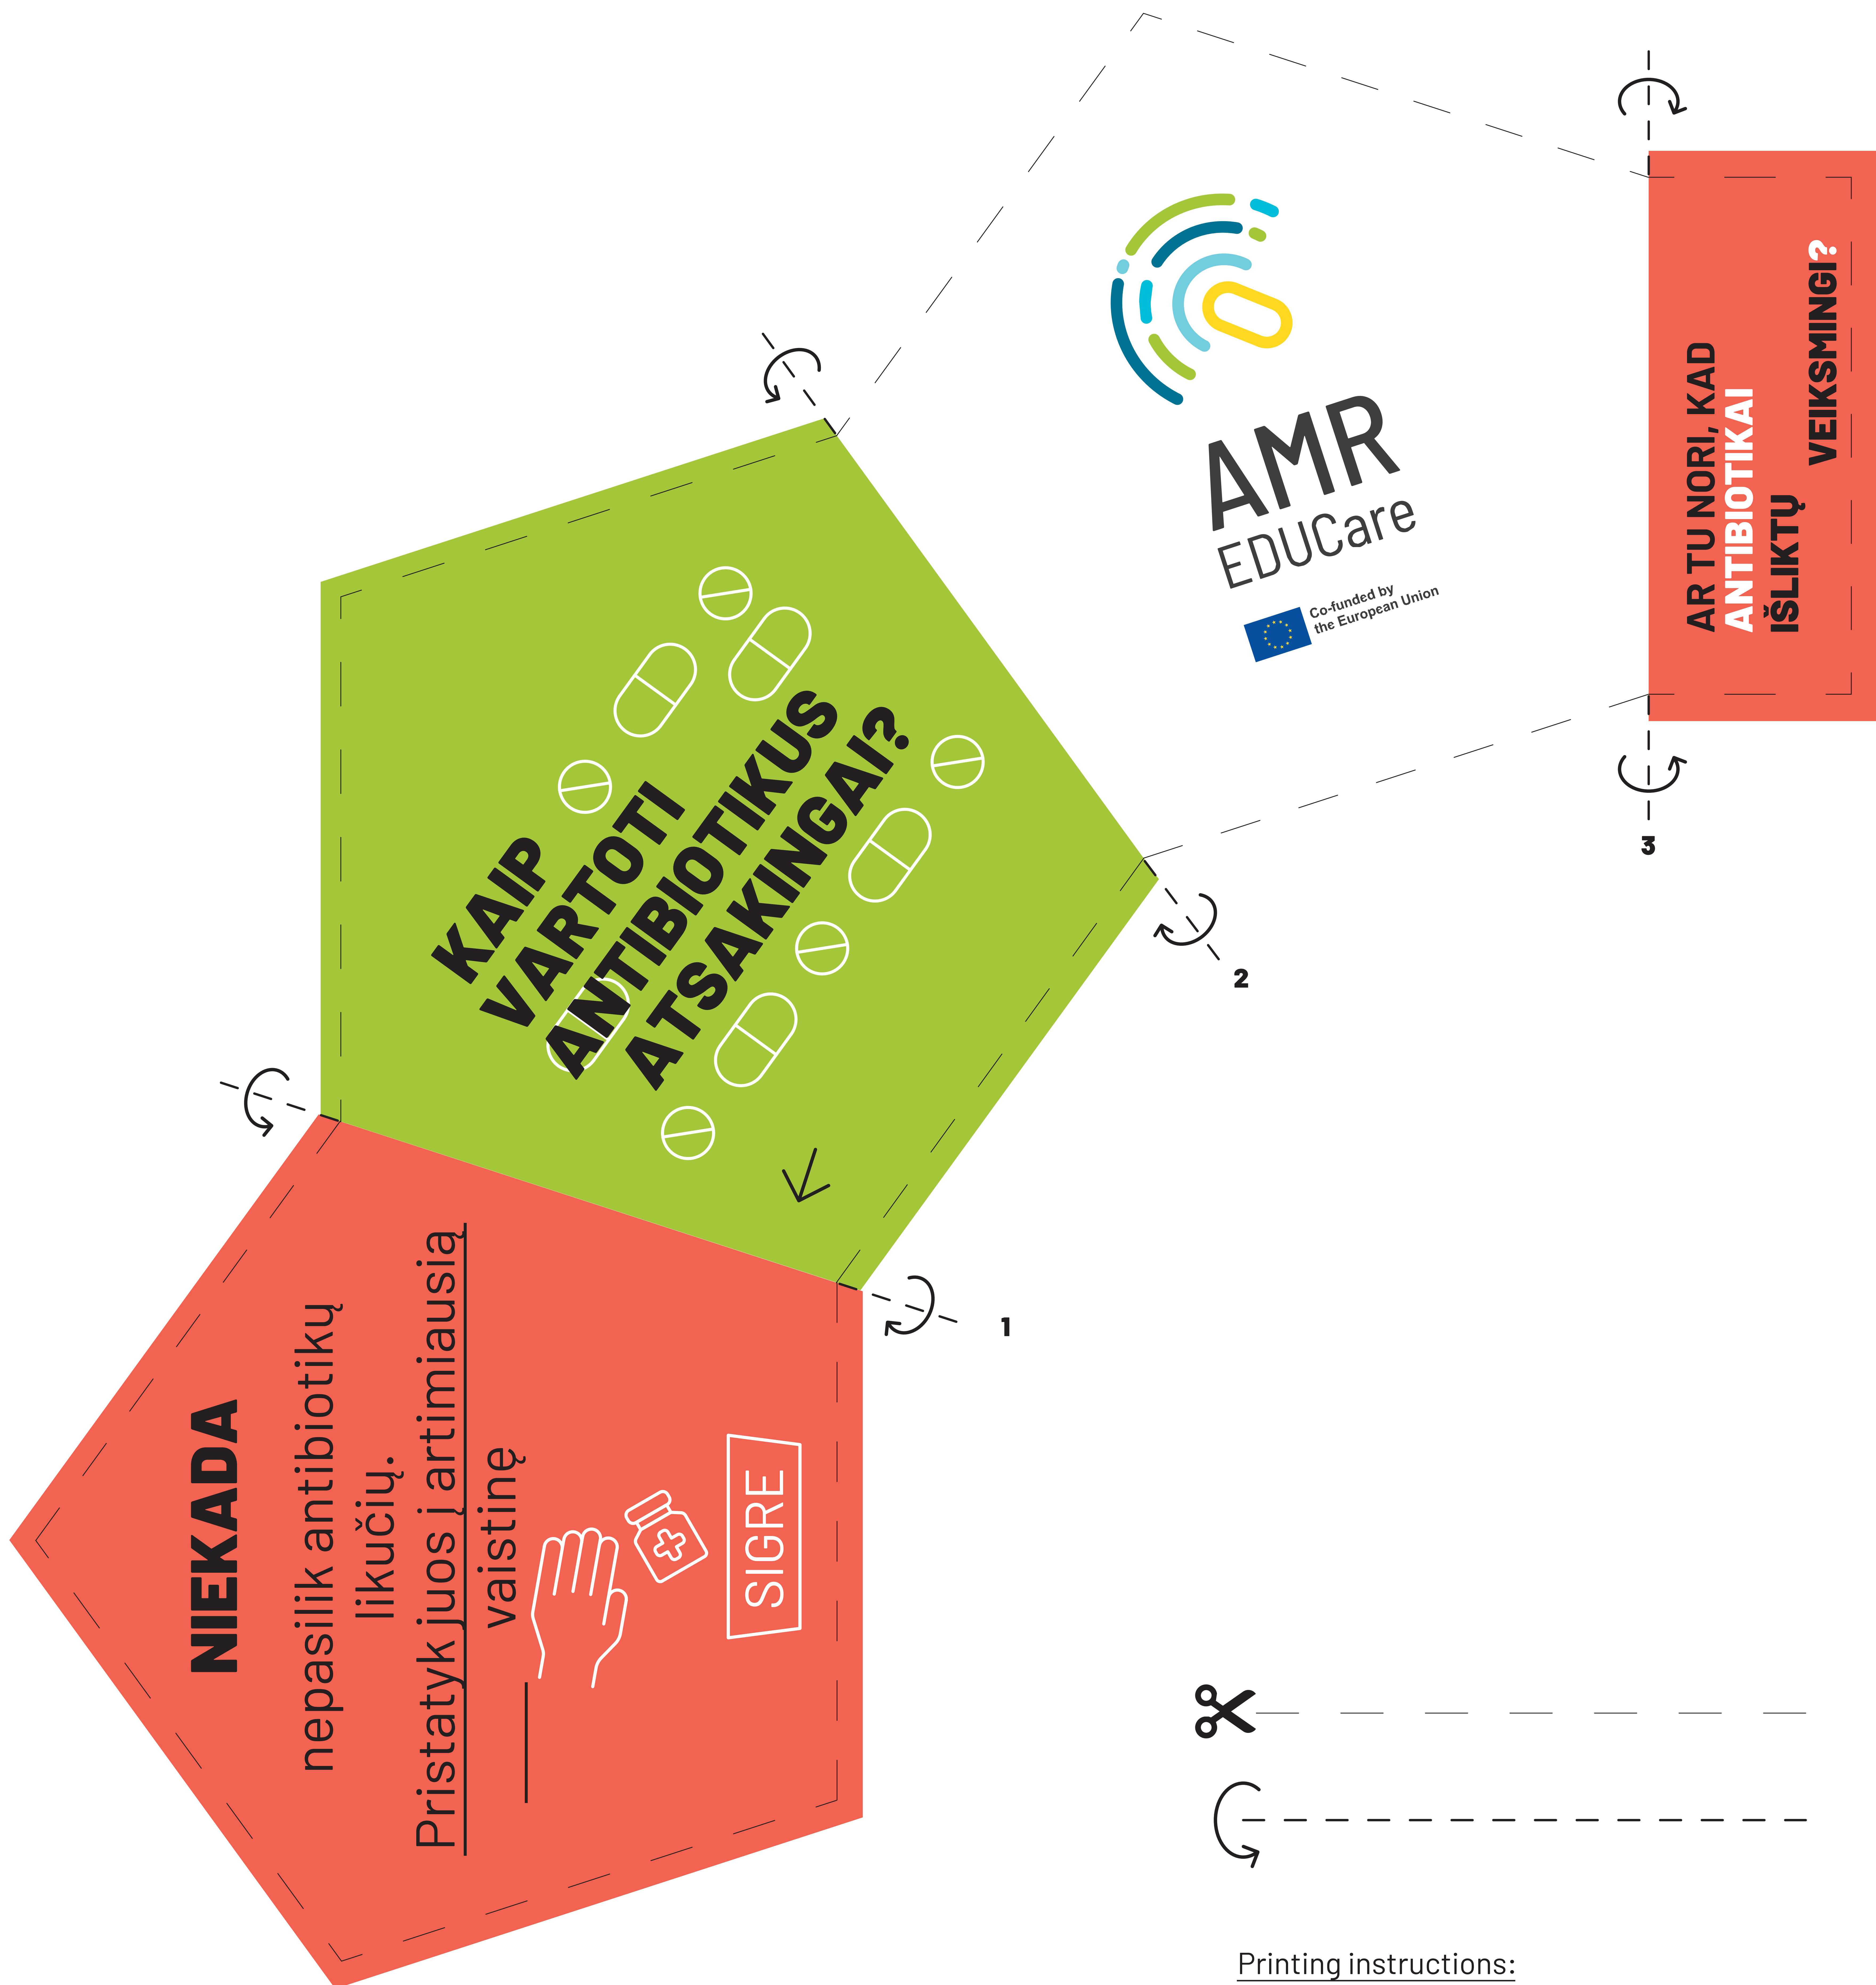 AMR
EDUCare
Co-funded by
the European Union
AR TU NORI, KAD
ANTIBIOTIKAI
IŠLIKTŲ
VEIKSMINGI?
3
KAIP
VARTOTI
ANTIBIOTIKUS
ATSAKINGAI?
2
1
NIEKADA
nepasilik antibiotikų
likučių.
Pristatyk juos į artimiausią
vaistinę
SIGRE
Printing instructions: